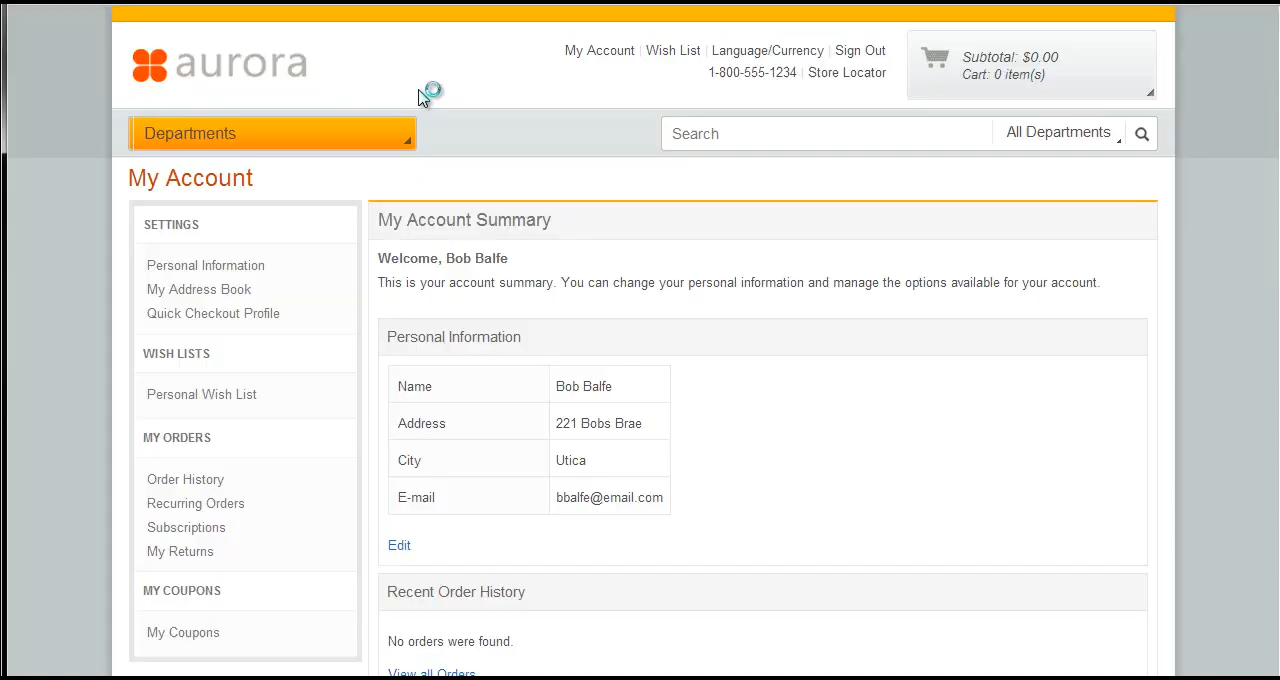 aurora
My Account | Wish List | Language/Currency | Sign Out
1-800-555-1234 | Store Locator
Subtotal: $0.00
Cart: 0 item(s)
Departments
Search
All Departments
My Account
SETTINGS
Personal Information
My Address Book
Quick Checkout Profile
WISH LISTS
Personal Wish List
MY ORDERS
Order History
Recurring Orders
Subscriptions
My Returns
MY COUPONS
My Coupons
My Account Summary
Welcome, Bob Balfe
This is your account summary. You can change your personal information and manage the options available for your account.
Personal Information
Name Bob Balfe
Address 221 Bobs Brae
City Utica
E-mail bbalfe@email.com
Edit
Recent Order History
No orders were found.
View all Orders